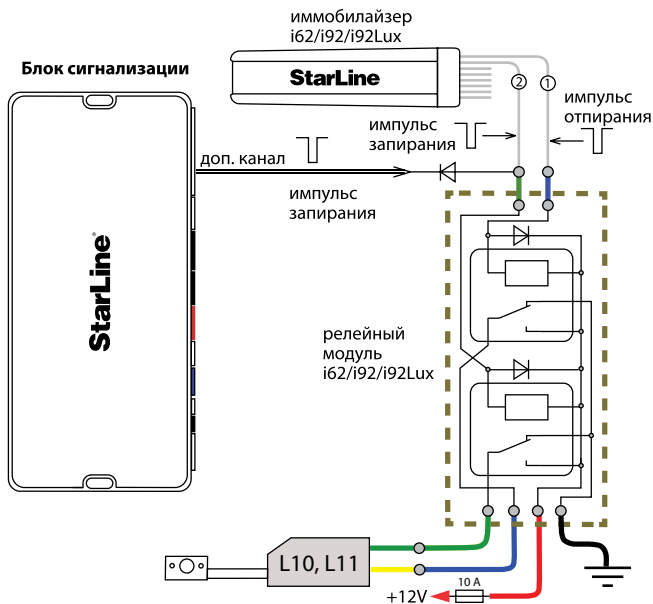 иммобилайзер
i62/i92/i92Lux
Блок сигнализации
StarLine
2
1
импульс
отпирания
импульс
запирания
доп. канал
импульс
запирания
StarLine®
релейный
модуль
i62/i92/i92Lux
L10, L11
10 A
+12V